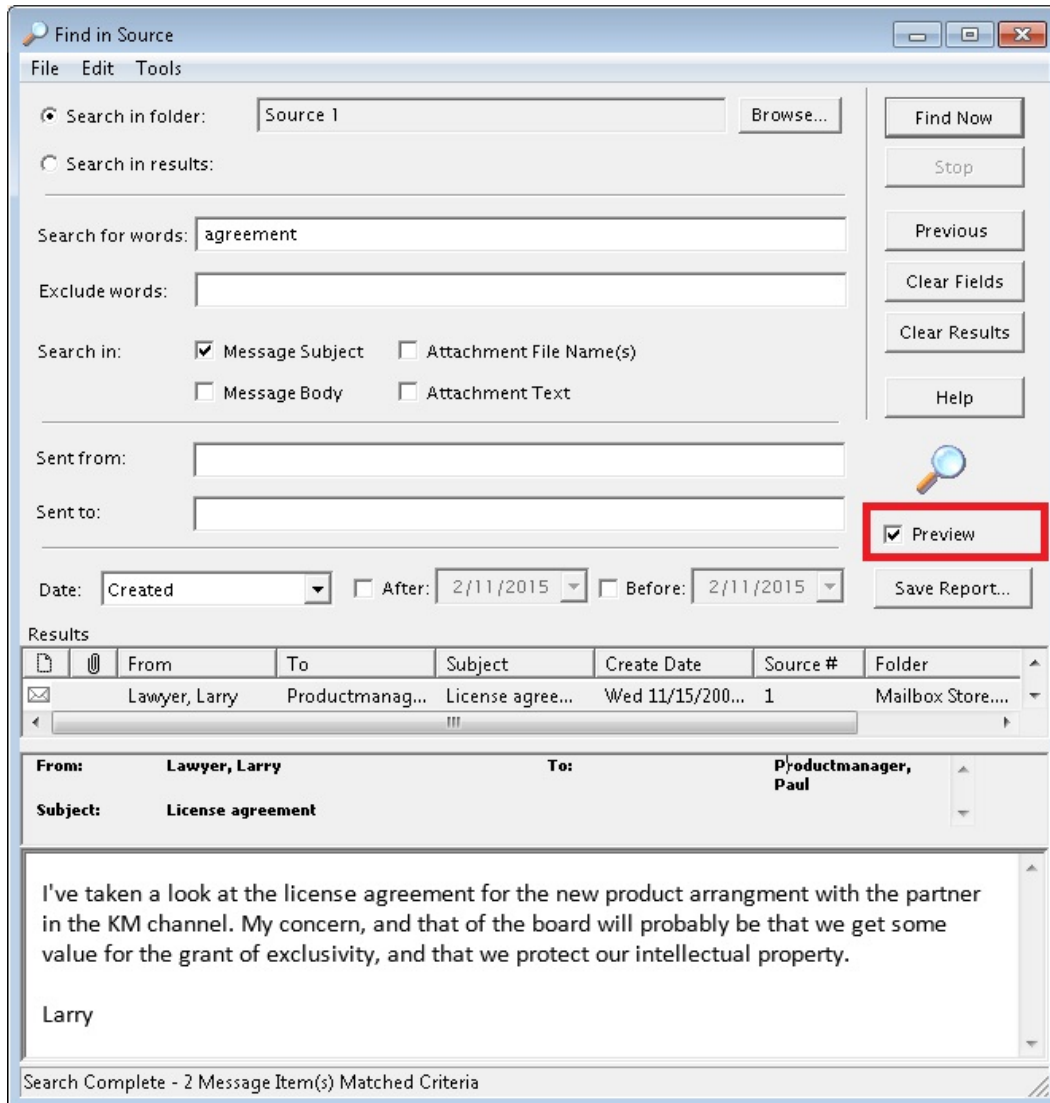 Find in Source
File Edit Tools
Search in folder: Source 1 Browse... Find Now
Search in results: Stop
Search for words: agreement Previous
Exclude words: Clear Fields
Clear Results
Search in: Message Subject Attachment File Name(s)
Message Body Attachment Text Help
Sent from:
Sent to:
Preview
Date: Created After: 2/11/2015 Before: 2/11/2015 Save Report...
Results
From To Subject Create Date Source # Folder
Lawyer, Larry Productmanag... License agree... Wed 11/15/200... 1 Mailbox Store....
From: Lawyer, Larry To: Productmanager,
Paul
Subject: License agreement
I've taken a look at the license agreement for the new product arrangment with the partner
in the KM channel. My concern, and that of the board will probably be that we get some
value for the grant of exclusivity, and that we protect our intellectual property.
Larry
Search Complete - 2 Message Item(s) Matched Criteria